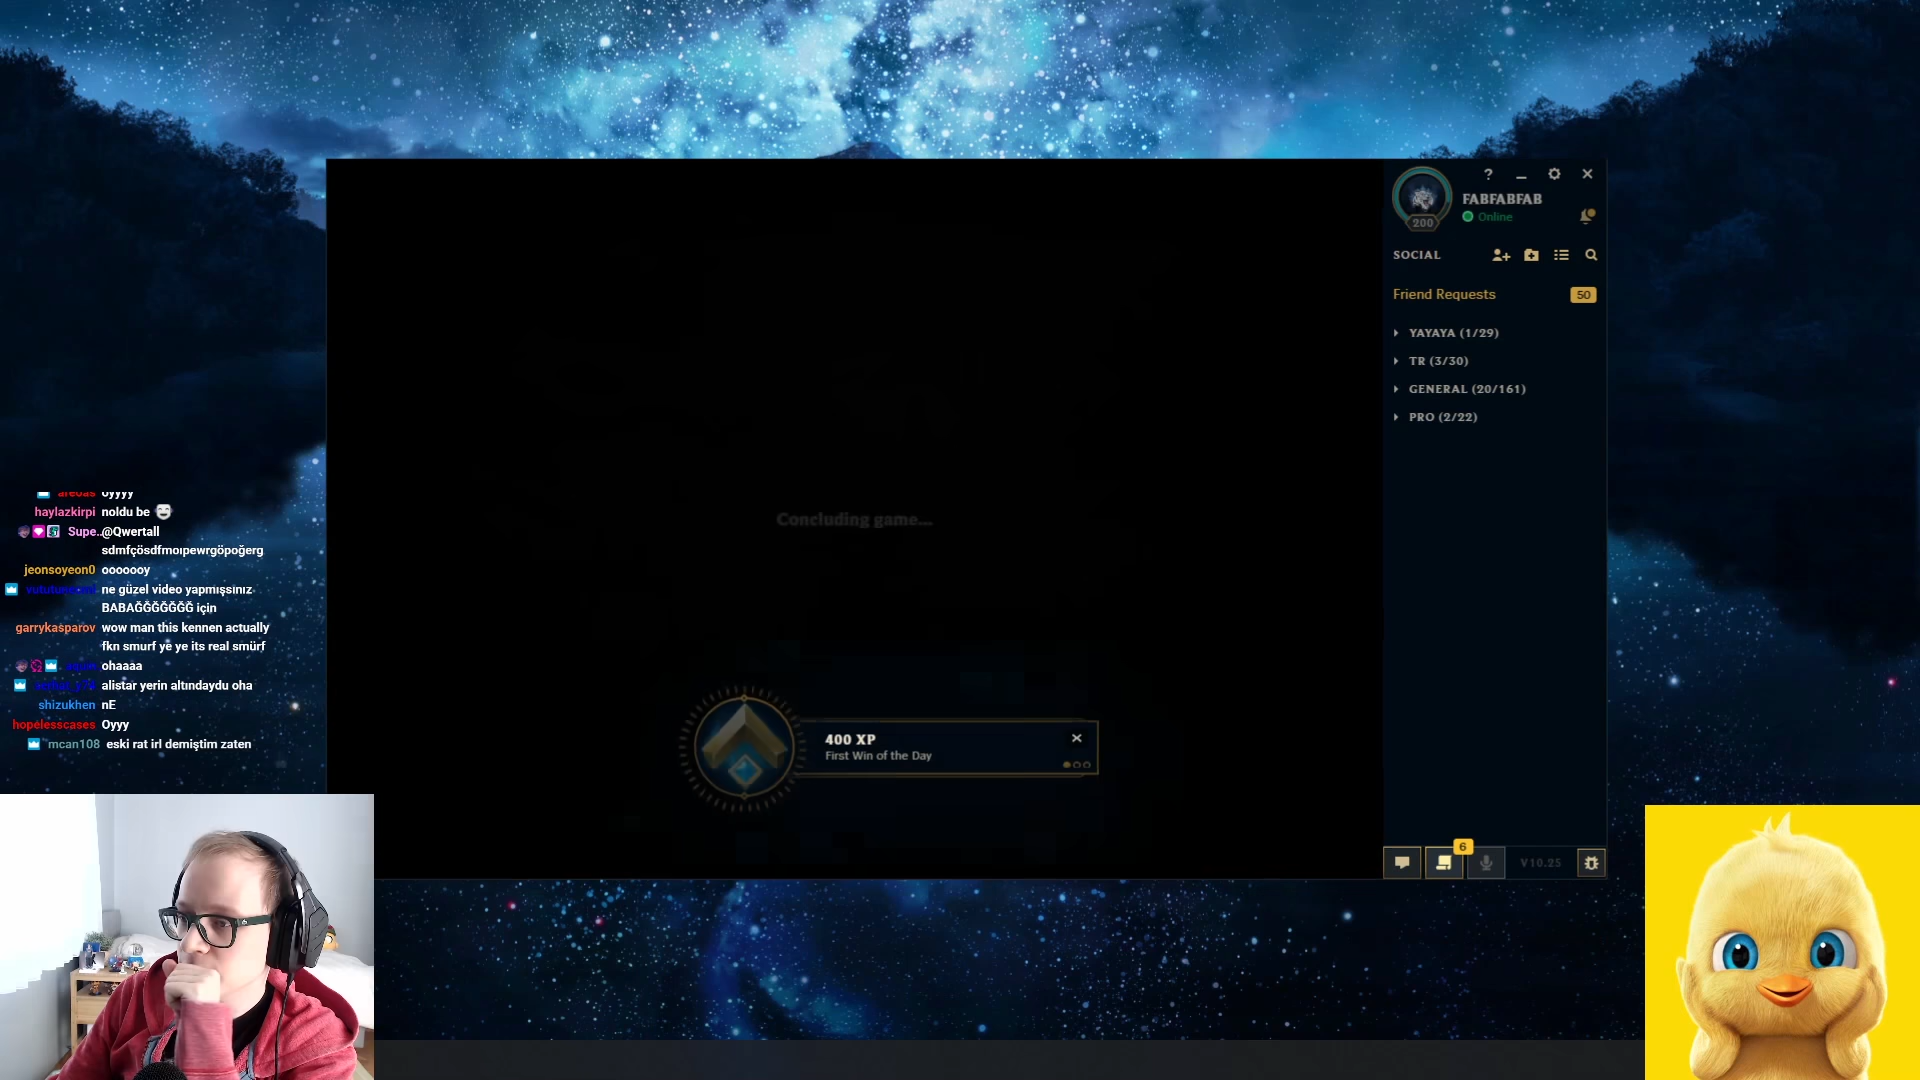 ?
FABFABFAB
200
Online
SOCIAL
Friend Requests
50
YAYAYA (1/29)
TR (3/30)
GENERAL (20/161)
PRO (2/22)
oyyyy
haylazkirpi noldu be
Supe.. @Qwertall
sdmfçösdfmoıpewrgöpoğerg
jeonsoyeon0 ooooooy
ne güzel video yapmışsınız
BABAĞĞĞĞĞĞĞ için
garrykasparov wow man this kennen actually
fkn smurf ye ye its real smürf
ohaaaa
alistar yerin altındaydu oha
shizukhen nE
hopelesscases Oyyy
mcan108 eski rat irl demiştim zaten
Concluding game...
400 XP
First Win of the Day
6
V10.25